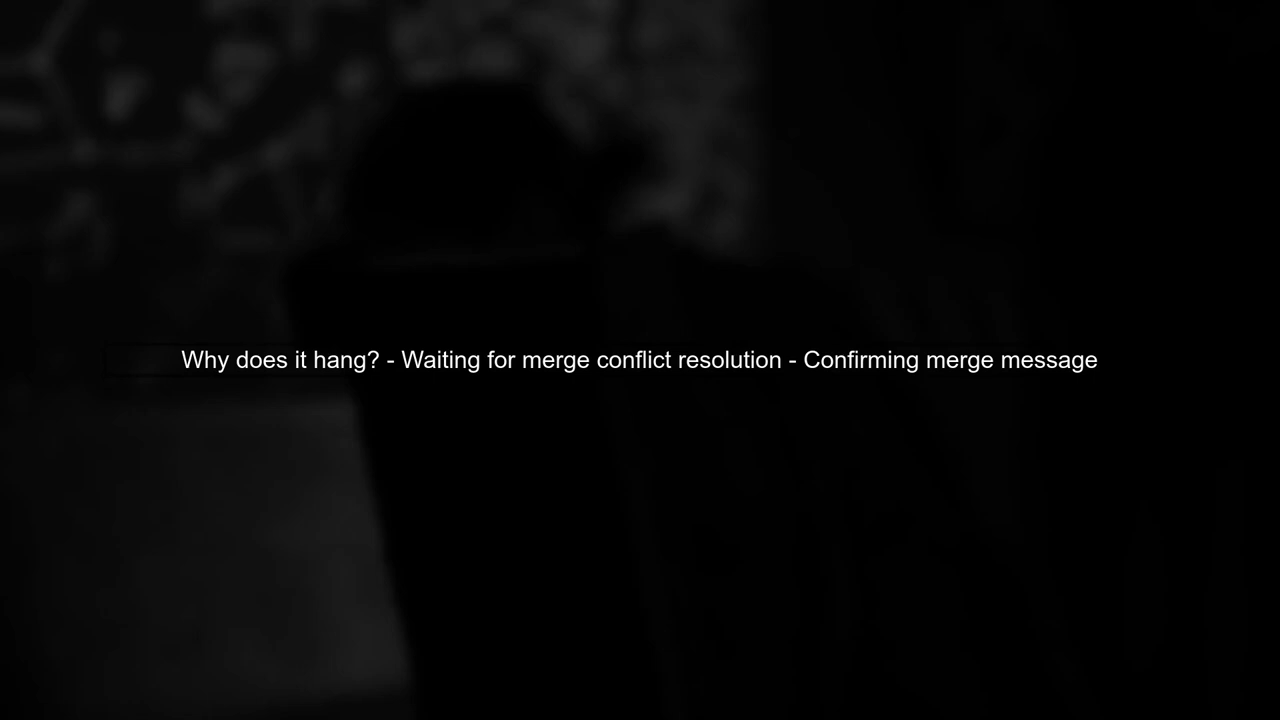 Why does it hang? - Waiting for merge conflict resolution - Confirming merge message